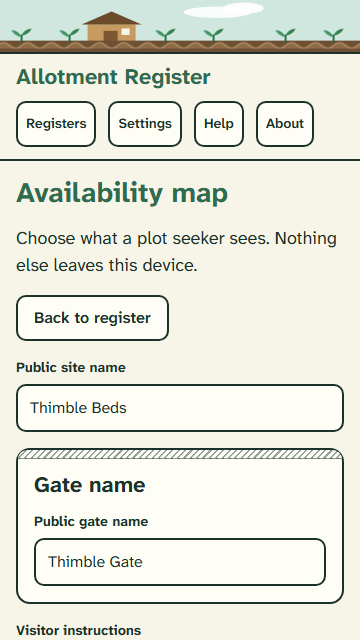 Allotment Register
Registers
Settings
Help
About
Availability map
Choose what a plot seeker sees. Nothing
else leaves this device.
Back to register
Public site name
Thimble Beds
Gate name
Public gate name
Thimble Gate
Visitor instructions